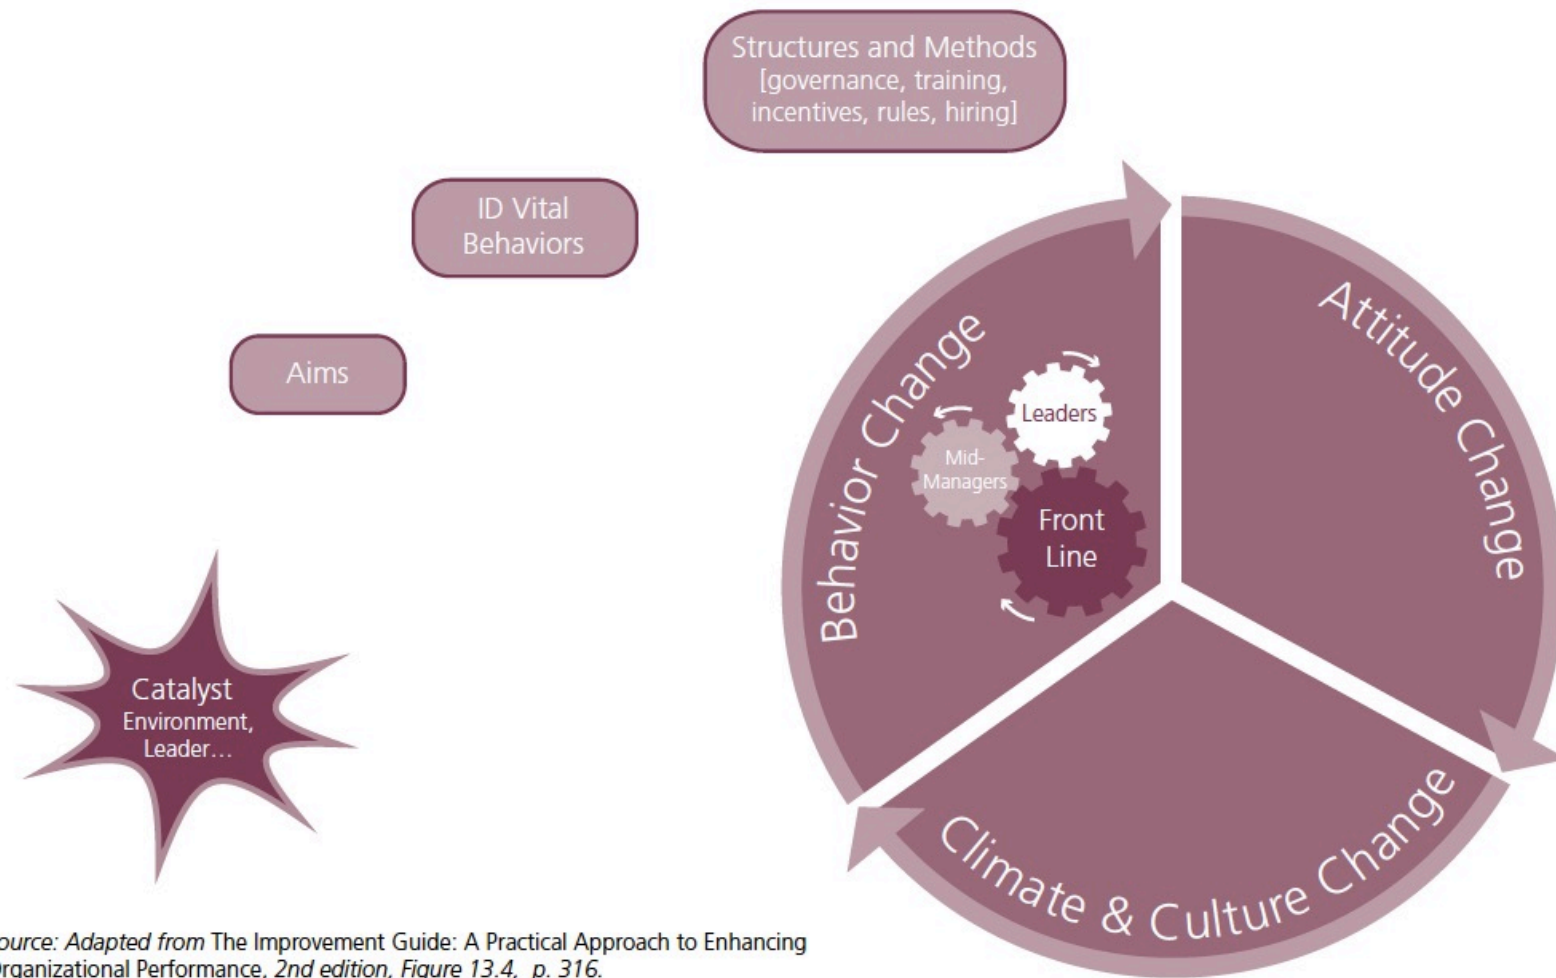 Structures and Methods
[governance, training,
incentives, rules, hiring]
ID Vital
Behaviors
Aims
Catalyst
Environment,
Leader...
Behavior Change
Leaders
Mid-
Managers
Front
Line
Attitude Change
Climate & Culture Change
ource: Adapted from The Improvement Guide: A Practical Approach to Enhancing
Organizational Performance, 2nd edition, Figure 13.4, p. 316.